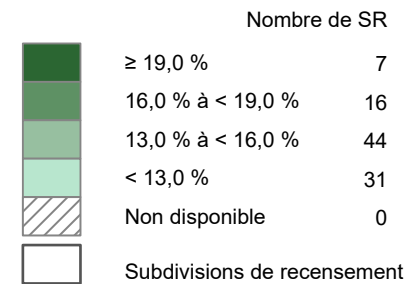 Nombre de SR
≥ 19,0 % 7
16,0 % à < 19,0 % 16
13,0 % à < 16,0 % 44
< 13,0 % 31
Non disponible 0
Subdivisions de recensement